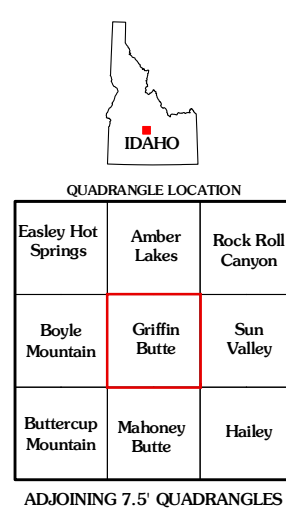 IDAHO
QUADRANGLE LOCATION
Easley Hot
Springs
Amber
Lakes
Rock Roll
Canyon
Boyle
Mountain
Griffin
Butte
Sun
Valley
Buttercup
Mountain
Mahoney
Butte
Hailey
ADJOINING 7.5' QUADRANGLES